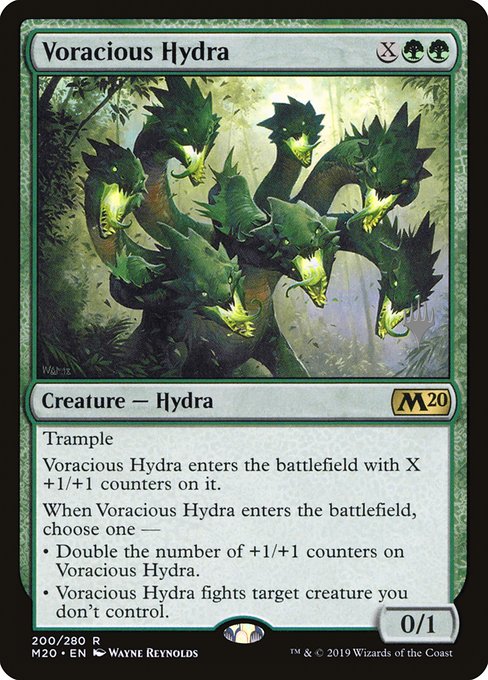 Voracious Hydra X
W&M18
Creature — Hydra M20
Trample
Voracious Hydra enters the battlefield with X
+1/+1 counters on it.
When Voracious Hydra enters the battlefield,
choose one —
• Double the number of +1/+1 counters on
Voracious Hydra.
• Voracious Hydra fights target creature you
don't control.
0/1
200/280 R
M20 • EN WAYNE REYNOLDS ™ & © 2019 Wizards of the Coast